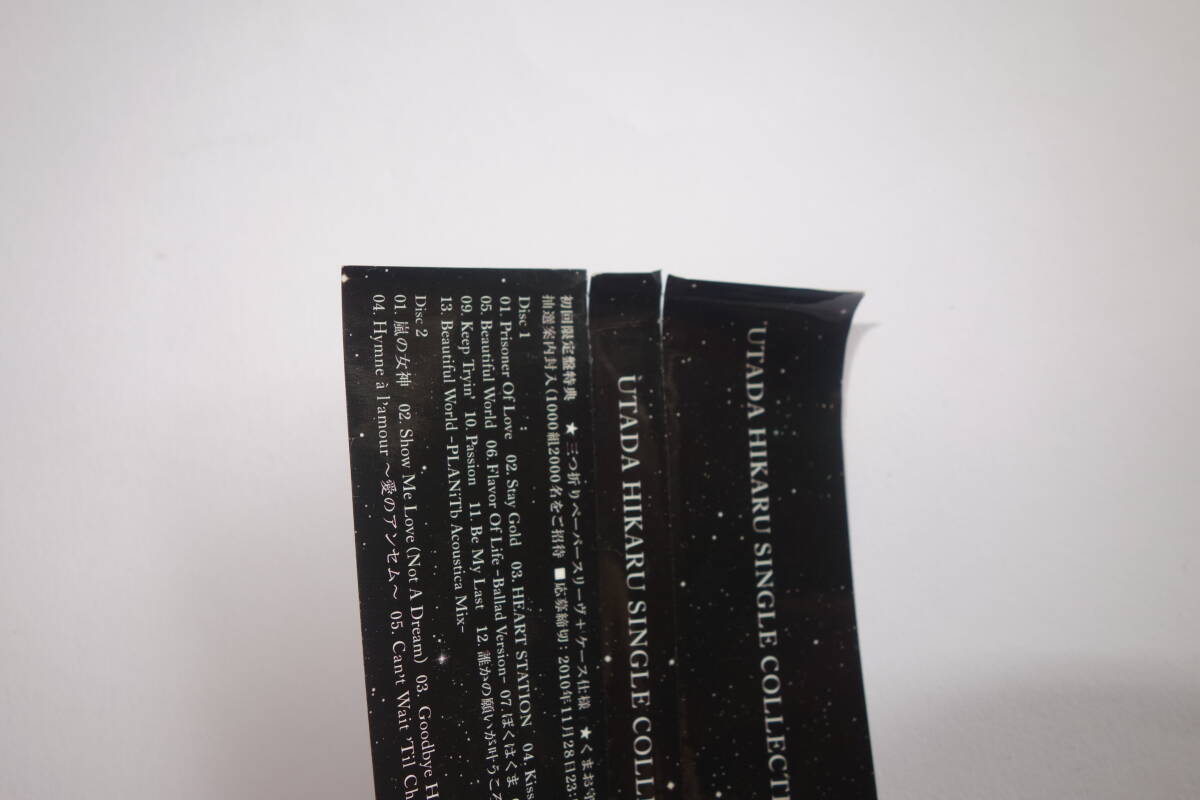 UTADA HIKARU SINGLE COLLECTI
UTADA HIKARU SINGLE COLLE
初回限定盤特典 ★三つ折りペーパースリーヴ+ケース仕様 ★くまお守
抽選案内封入(1000組2000名をご招待 ■応募締切:2010年11月28日23:
Disc 1
01. Prisoner Of Love 02. Stay Gold 03. HEART STATION 04. Kiss
05. Beautiful World 06. Flavor Of Life -Ballad Version- 07. ぼくはくま
09. Keep Tryin' 10. Passion 11. Be My Last 12. 誰かの願いが叶うころ
13. Beautiful World -PLANiTb Acoustica Mix-
Disc 2
01. 嵐の女神 02. Show Me Love (Not A Dream) 03. Goodbye H
04. Hymne à l'amour ～愛のアンセム～ 05. Can't Wait 'Til Ch